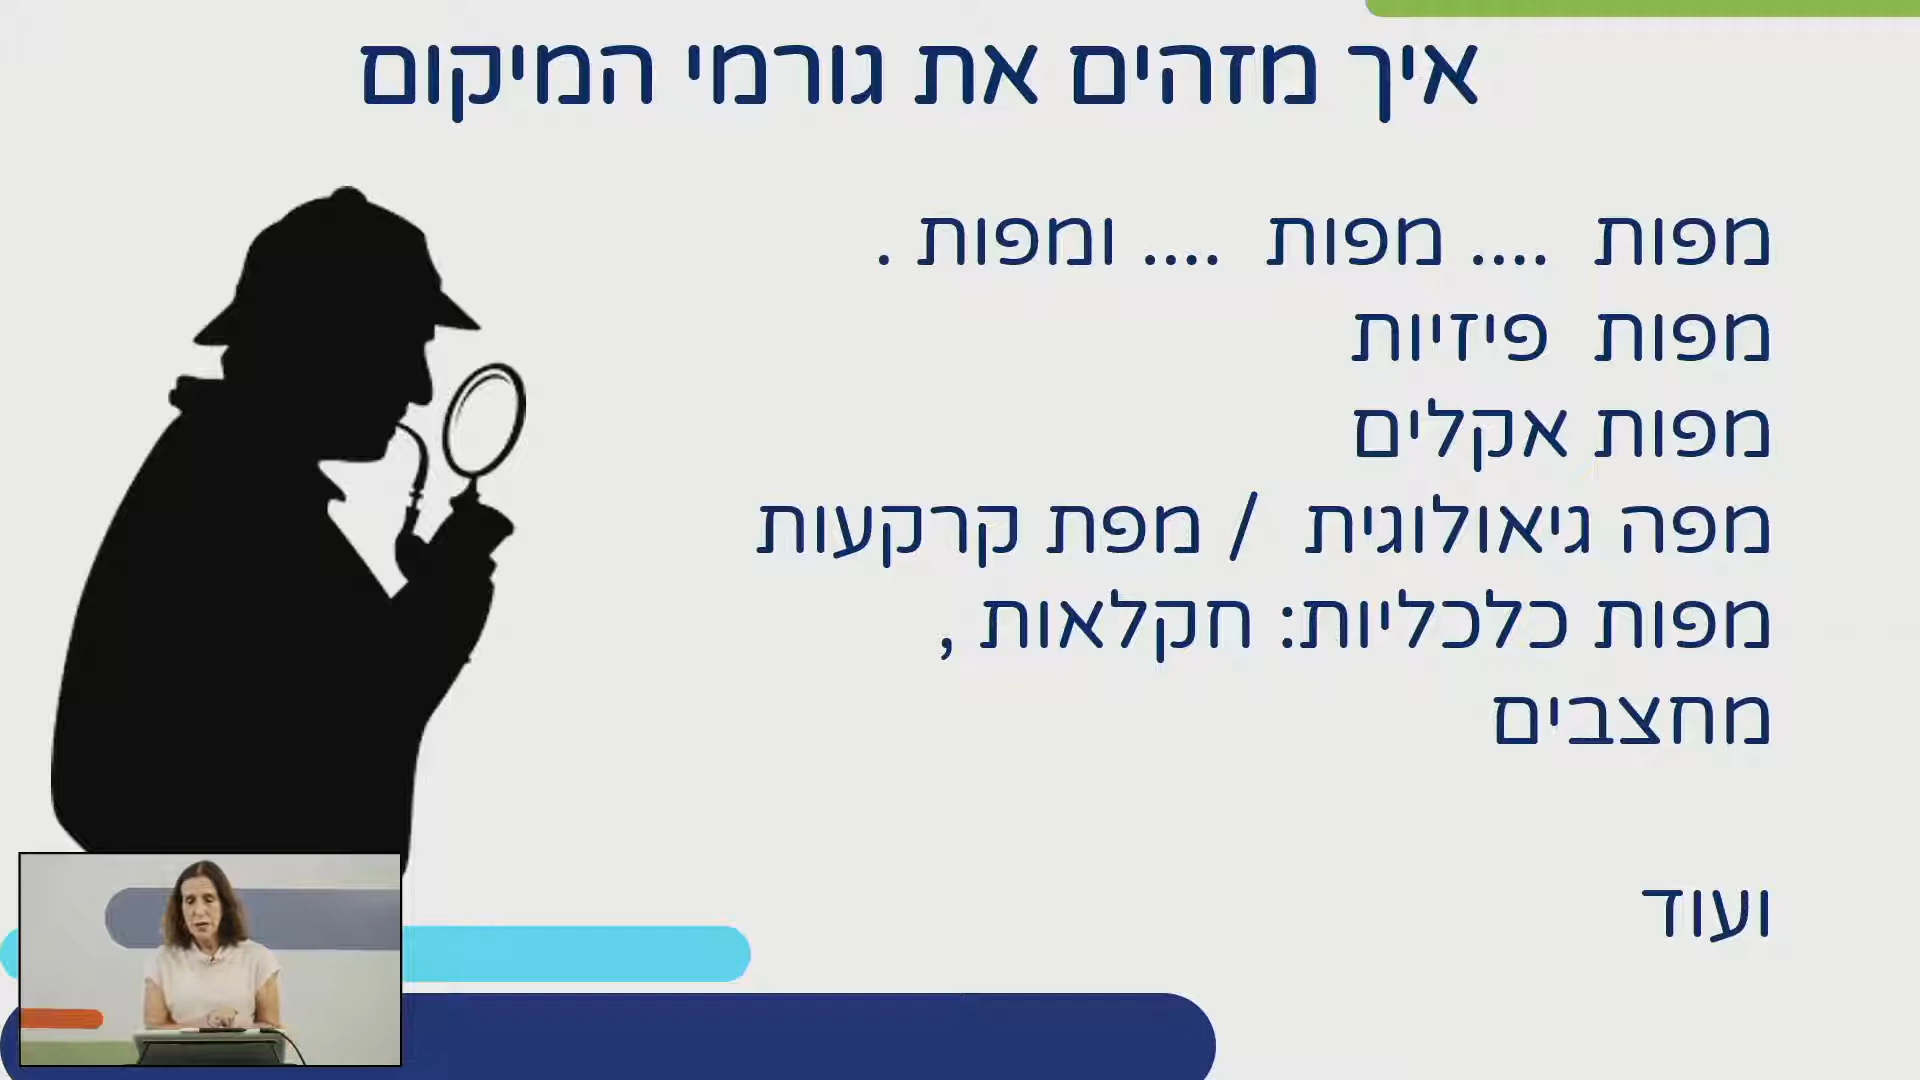 איך מזהים את גורמי המיקום
מפות .... מפות .... ומפות .
מפות פיזיות
מפות אקלים
מפה גיאולוגית / מפת קרקעות
מפות כלכליות: חקלאות ,
מחצבים
ועוד